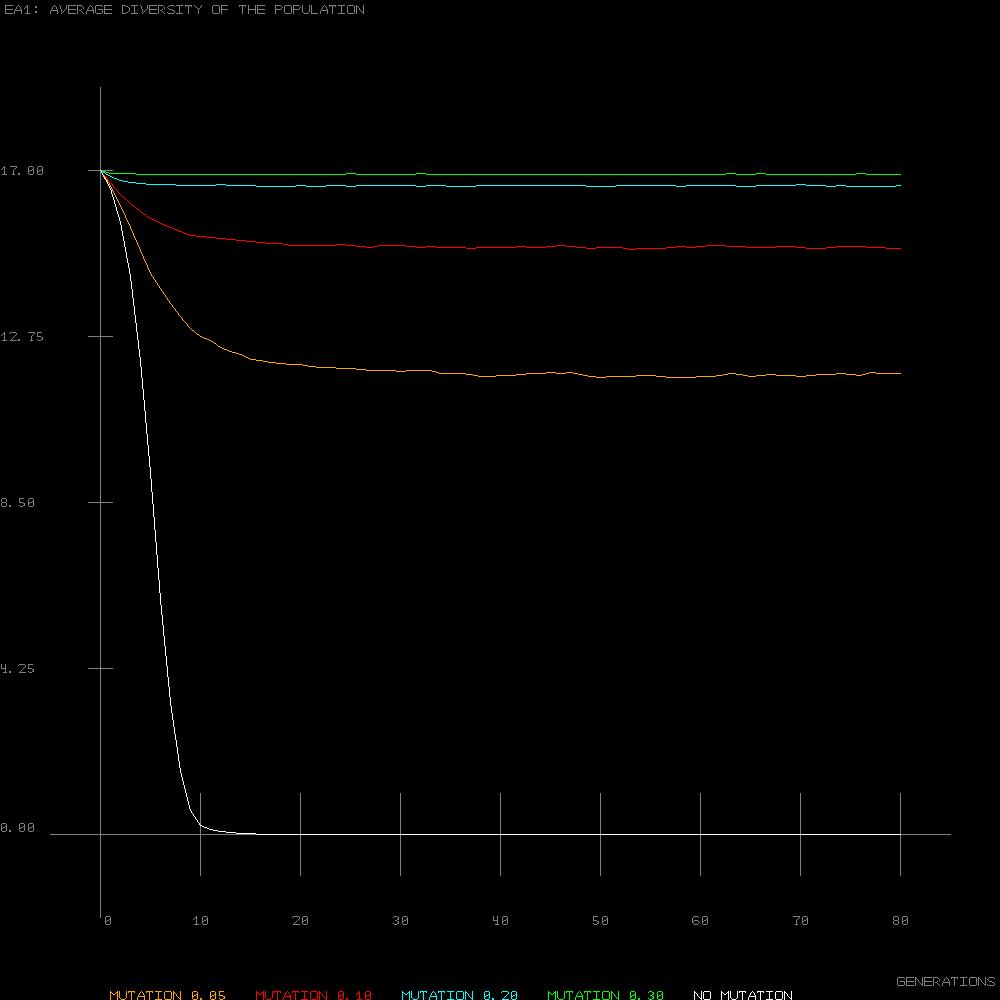 EA1: AVERAGE DIVERSITY OF THE POPULATION
17.00
12.75
8.50
4.25
0.00
0 10 20 30 40 50 60 70 80
GENERATIONS
MUTATION 0.05 MUTATION 0.10 MUTATION 0.20 MUTATION 0.30 NO MUTATION